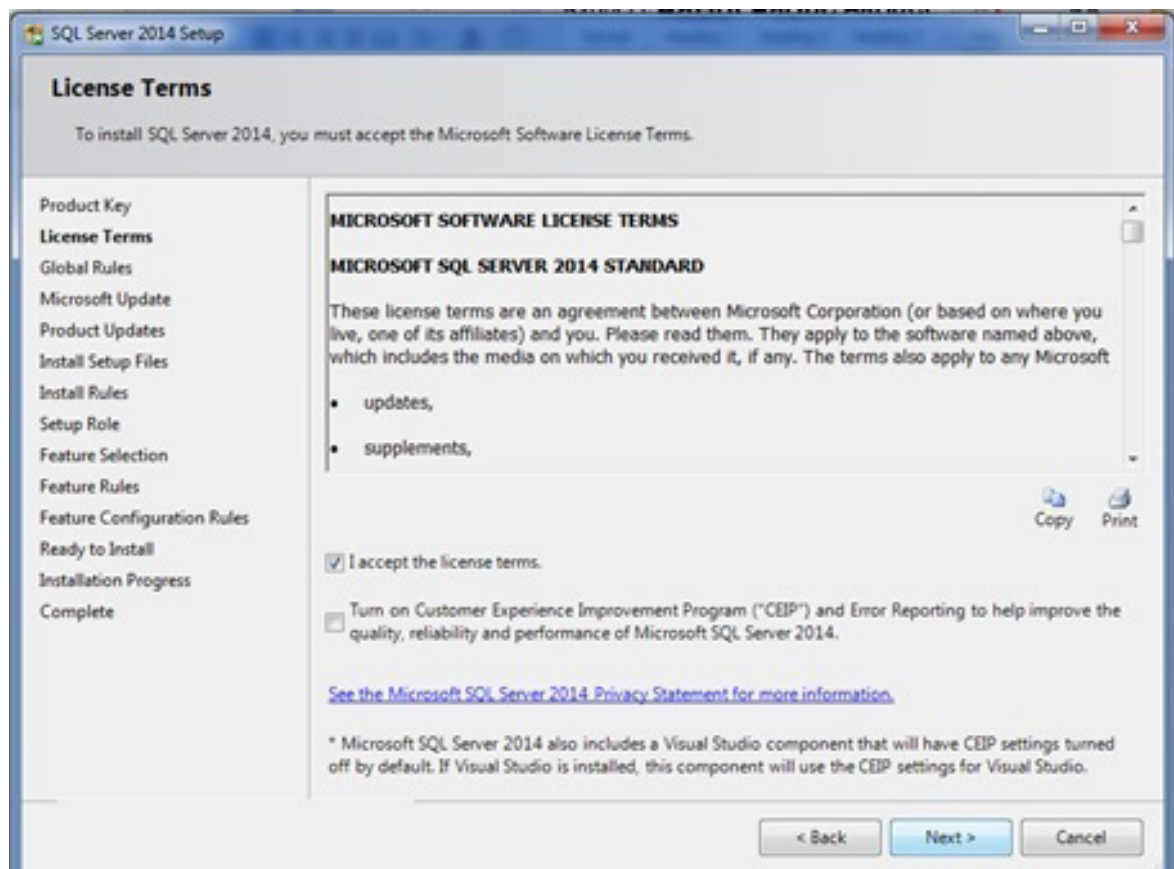 SQL Server 2014 Setup
License Terms
To install SQL Server 2014, you must accept the Microsoft Software License Terms.
Product Key
License Terms
Global Rules
Microsoft Update
Product Updates
Install Setup Files
Install Rules
Setup Role
Feature Selection
Feature Rules
Feature Configuration Rules
Ready to Install
Installation Progress
Complete
MICROSOFT SOFTWARE LICENSE TERMS
MICROSOFT SQL SERVER 2014 STANDARD
These license terms are an agreement between Microsoft Corporation (or based on where you
live, one of its affiliates) and you. Please read them. They apply to the software named above,
which includes the media on which you received it, if any. The terms also apply to any Microsoft
• updates,
• supplements,
Copy Print
I accept the license terms.
Turn on Customer Experience Improvement Program ("CEIP") and Error Reporting to help improve the
quality, reliability and performance of Microsoft SQL Server 2014.
See the Microsoft SQL Server 2014 Privacy Statement for more information.
* Microsoft SQL Server 2014 also includes a Visual Studio component that will have CEIP settings turned
off by default. If Visual Studio is installed, this component will use the CEIP settings for Visual Studio.
< Back Next > Cancel